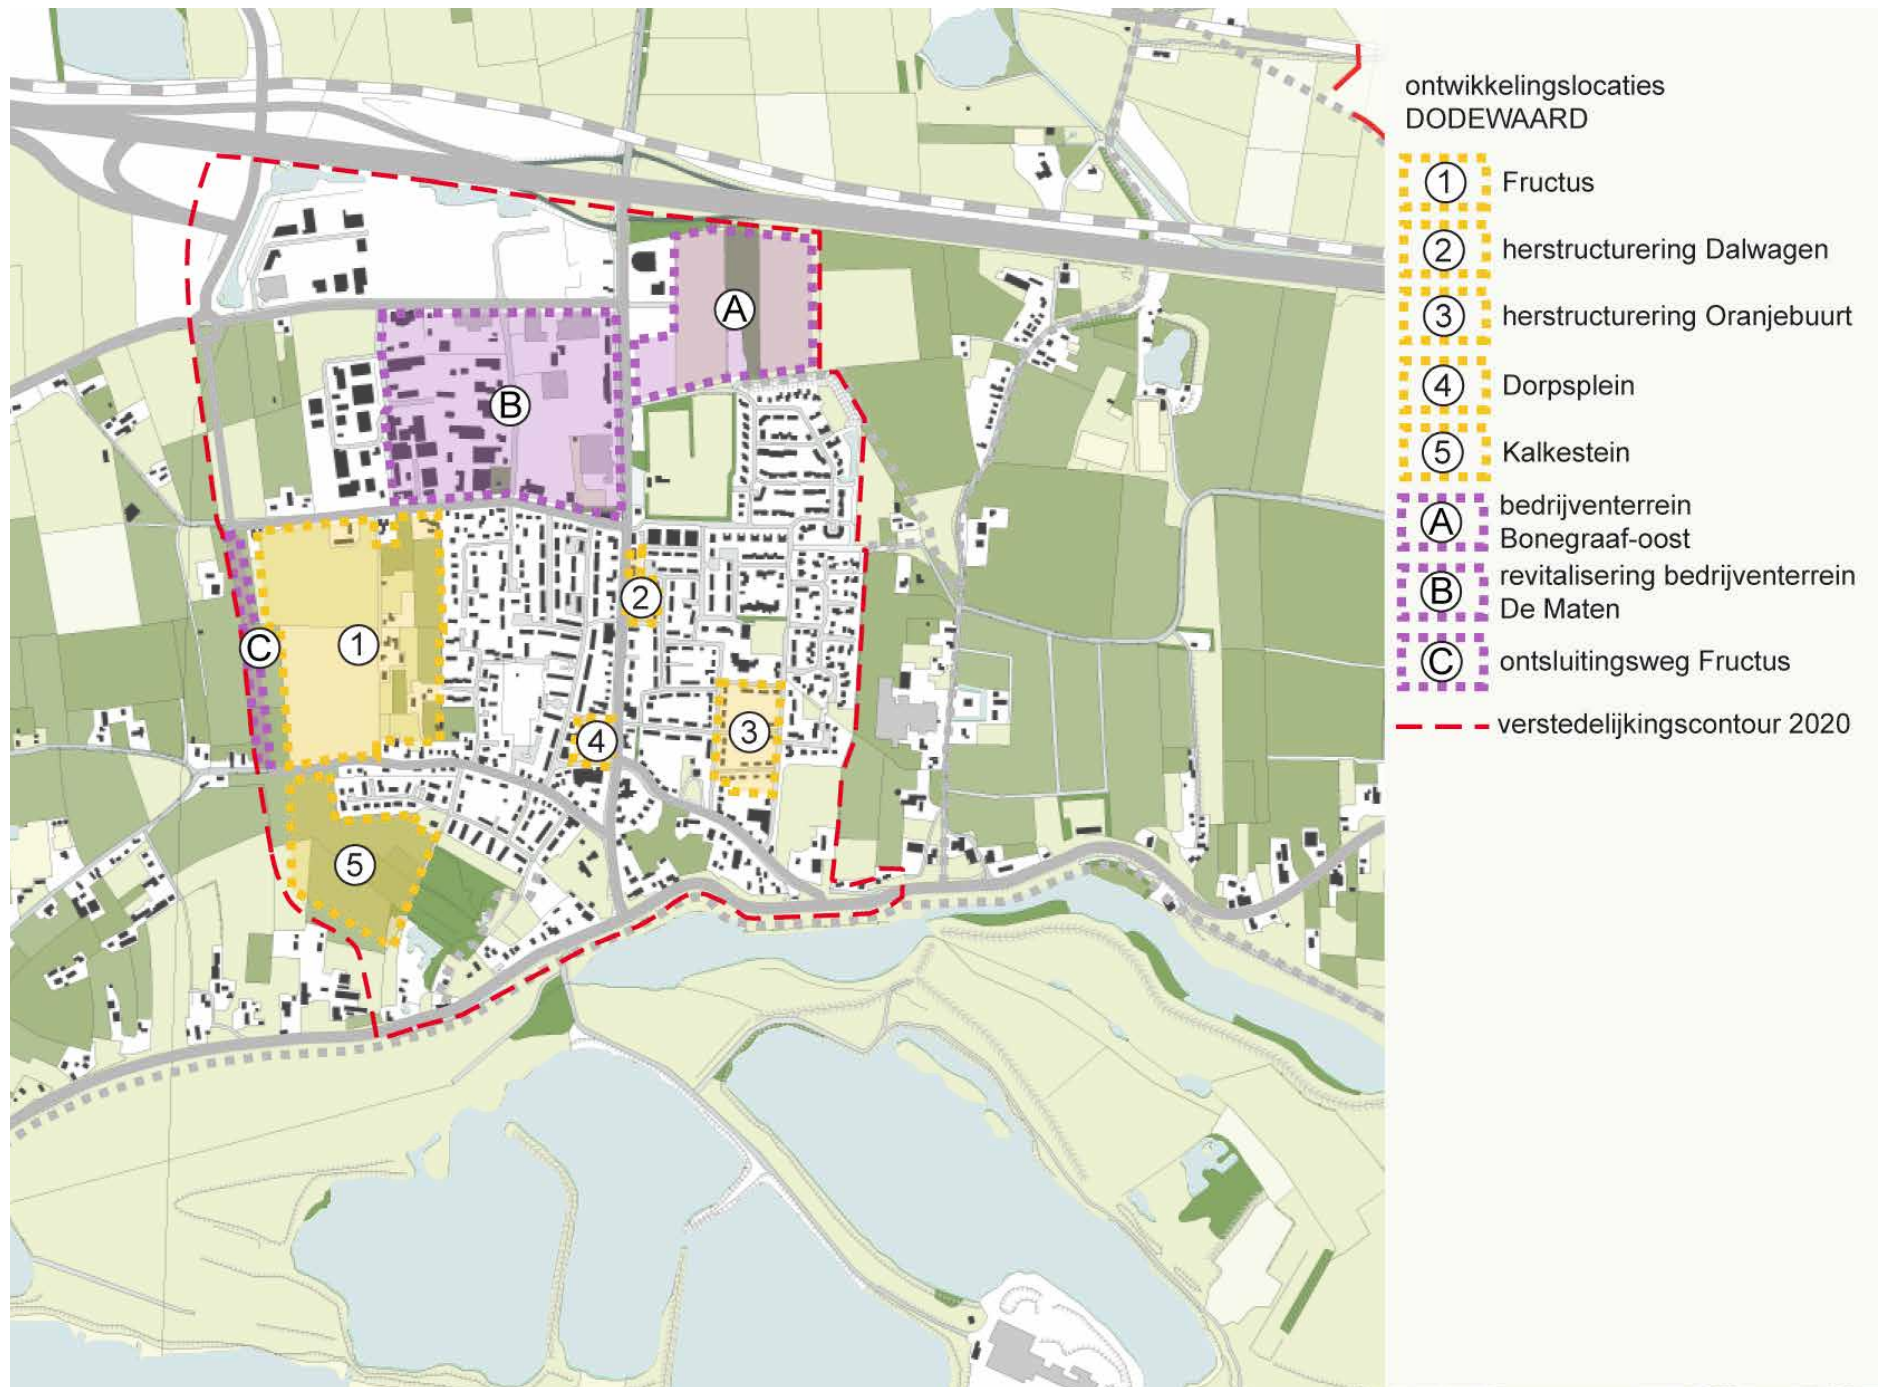 ontwikkelingslocaties
DODEWAARD
1 Fructus
2 herstructurering Dalwagen
3 herstructurering Oranjebuurt
4 Dorpsplein
5 Kalkestein
A bedrijventerrein
Bonegraaf-oost
B revitalisering bedrijventerrein
De Maten
C ontsluitingsweg Fructus
verstedelijkingscontour 2020
A
B
2
C
1
3
4
5